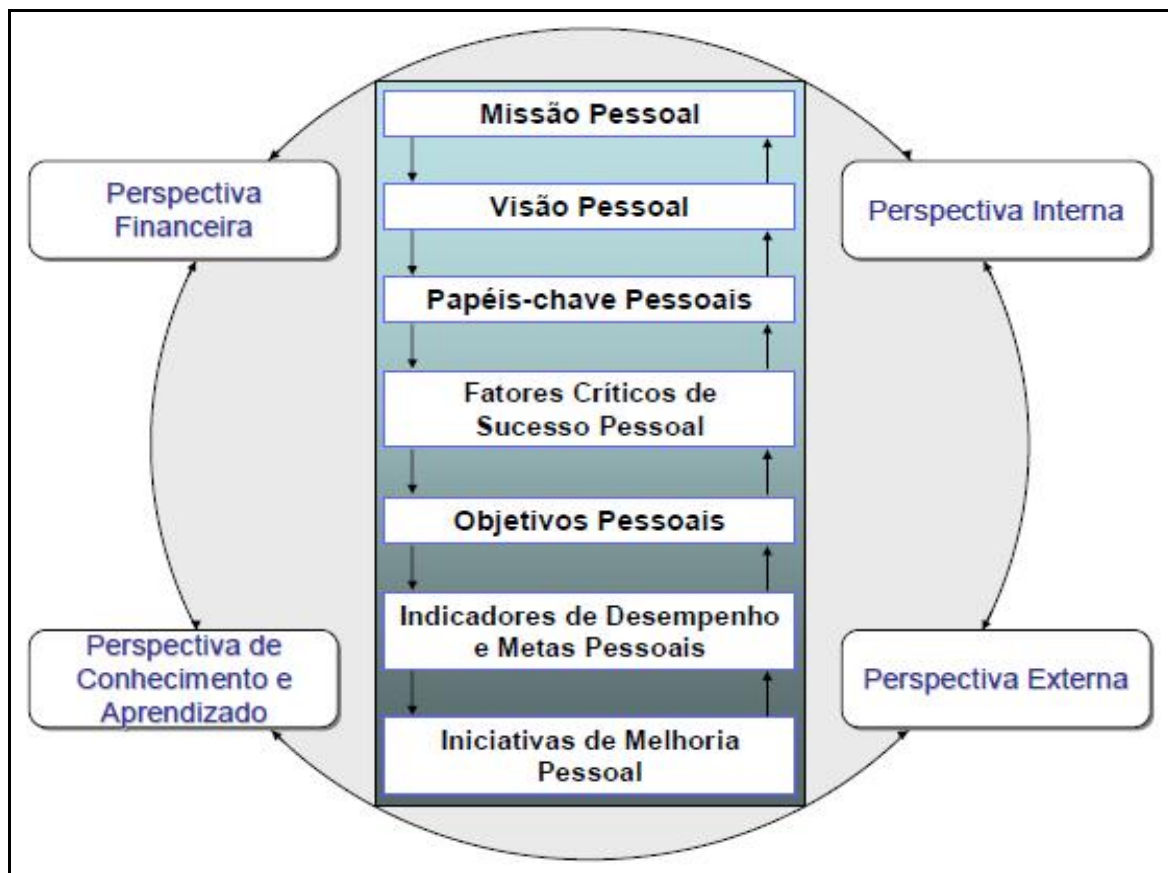 Missão Pessoal
Perspectiva
Financeira
Visão Pessoal
Perspectiva Interna
Papéis-chave Pessoais
Fatores Críticos de
Sucesso Pessoal
Objetivos Pessoais
Indicadores de Desempenho
e Metas Pessoais
Perspectiva de
Conhecimento e
Aprendizado
Perspectiva Externa
Iniciativas de Melhoria
Pessoal